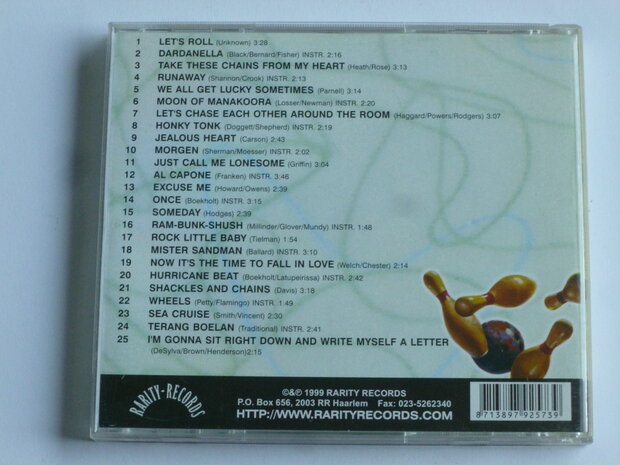 1 LET'S ROLL (Unknown) 3:28
2 DARDANELLA (Black/Bernard/Fisher) INSTR. 2:16
3 TAKE THESE CHAINS FROM MY HEART (Heath/Rose) 3:13
4 RUNAWAY (Shannon/Crook) INSTR. 2:13
5 WE ALL GET LUCKY SOMETIMES (Parnell) 3:14
6 MOON OF MANAKOORA (Losser/Newman) INSTR. 2:20
7 LET'S CHASE EACH OTHER AROUND THE ROOM (Haggard/Powers/Rodgers) 3:07
8 HONKY TONK (Doggett/Shepherd) INSTR. 2:19
9 JEALOUS HEART (Carson) 2:43
10 MORGEN (Sherman/Moesser) INSTR. 2:02
11 JUST CALL ME LONESOME (Griffin) 3:04
12 AL CAPONE (Franken) INSTR. 3:46
13 EXCUSE ME (Howard/Owens) 2:39
14 ONCE (Boekholt) INSTR. 3:15
15 SOMEDAY (Hodges) 2:39
16 RAM-BUNK-SHUSH (Millinder/Glover/Mundy) INSTR. 1:48
17 ROCK LITTLE BABY (Tielman) 1:54
18 MISTER SANDMAN (Ballard) INSTR. 3:10
19 NOW IT'S THE TIME TO FALL IN LOVE (Welch/Chester) 2:14
20 HURRICANE BEAT (Boekholt/Latupeirissa) INSTR. 2:42
21 SHACKLES AND CHAINS (Davis) 3:18
22 WHEELS (Petty/Flamingo) INSTR. 1:49
23 SEA CRUISE (Smith/Vincent) 2:30
24 TERANG BOELAN (Traditional) INSTR. 2:41
25 I'M GONNA SIT RIGHT DOWN AND WRITE MYSELF A LETTER
(DeSylva/Brown/Henderson)2:15
RARITY-RECORDS
©&℗ 1999 RARITY RECORDS
P.O. Box 656, 2003 RR Haarlem Fax: 023-5262340
HTTP://WWW.RARITYRECORDS.COM
8 713897 925739